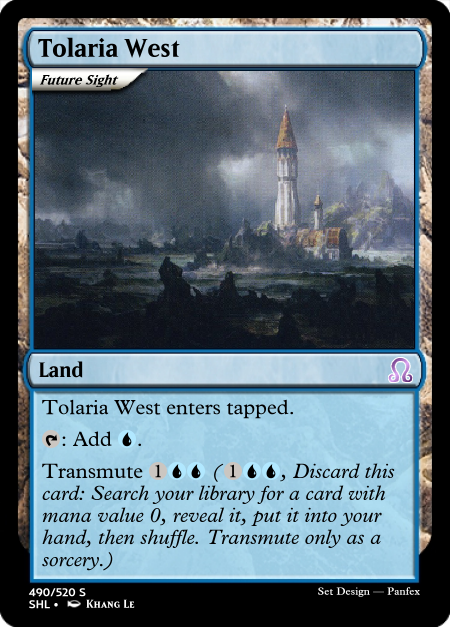 Tolaria West
Future Sight
Land
Tolaria West enters tapped.
: Add .
Transmute 1 (1, Discard this
card: Search your library for a card with
mana value 0, reveal it, put it into your
hand, then shuffle. Transmute only as a
sorcery.)
490/520 S
Set Design — Panfex
SHL • Khang Le